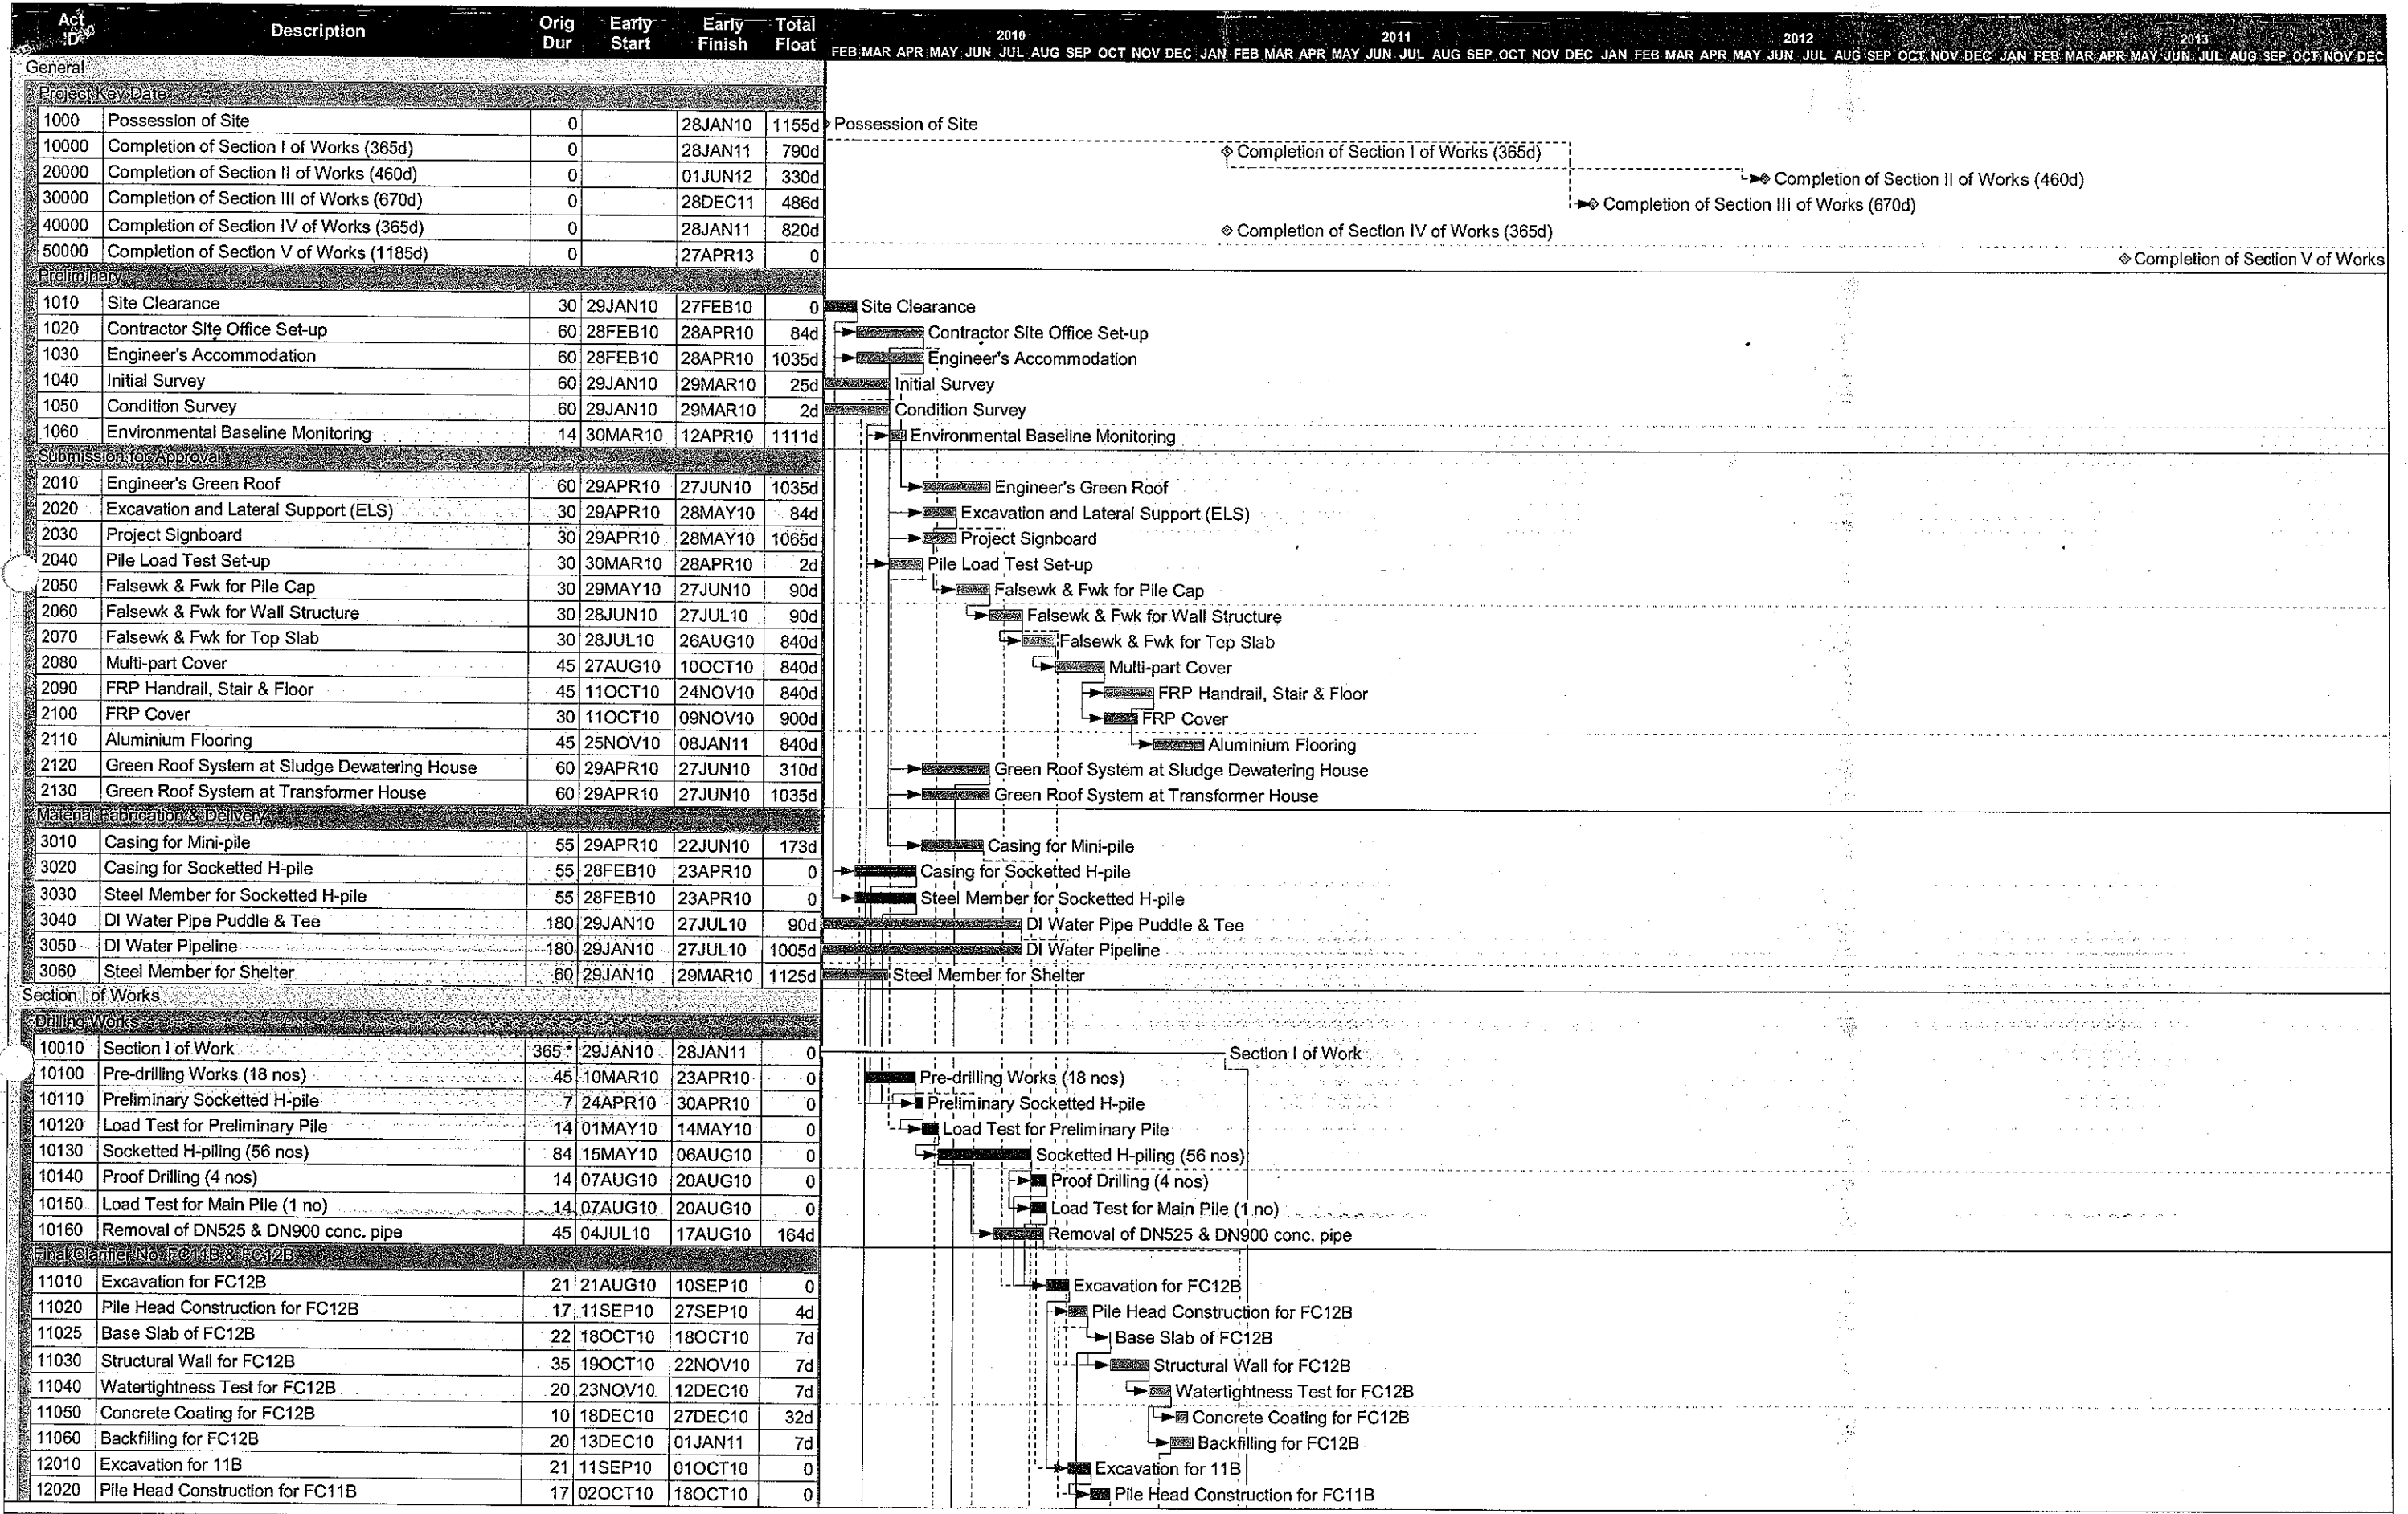 Act ID Description Orig Dur Early Start Early Finish Total Float
2010 2011 2012 2013
FEB MAR APR MAY JUN JUL AUG SEP OCT NOV DEC JAN FEB MAR APR MAY JUN JUL AUG SEP OCT NOV DEC JAN FEB MAR APR MAY JUN JUL AUG SEP OCT NOV DEC JAN FEB MAR APR MAY JUN JUL AUG SEP OCT NOV DEC
General
Project Key Date
1000 Possession of Site 0 28JAN10 1155d Possession of Site
10000 Completion of Section I of Works (365d) 0 28JAN11 790d Completion of Section I of Works (365d)
20000 Completion of Section II of Works (460d) 0 01JUN12 330d Completion of Section II of Works (460d)
30000 Completion of Section III of Works (670d) 0 28DEC11 486d Completion of Section III of Works (670d)
40000 Completion of Section IV of Works (365d) 0 28JAN11 820d Completion of Section IV of Works (365d)
50000 Completion of Section V of Works (1185d) 0 27APR13 0 Completion of Section V of Works
Preliminary
1010 Site Clearance 30 29JAN10 27FEB10 0 Site Clearance
1020 Contractor Site Office Set-up 60 28FEB10 28APR10 84d Contractor Site Office Set-up
1030 Engineer's Accommodation 60 28FEB10 28APR10 1035d Engineer's Accommodation
1040 Initial Survey 60 29JAN10 29MAR10 25d Initial Survey
1050 Condition Survey 60 29JAN10 29MAR10 2d Condition Survey
1060 Environmental Baseline Monitoring 14 30MAR10 12APR10 1111d Environmental Baseline Monitoring
Submission for Approval
2010 Engineer's Green Roof 60 29APR10 27JUN10 1035d Engineer's Green Roof
2020 Excavation and Lateral Support (ELS) 30 29APR10 28MAY10 84d Excavation and Lateral Support (ELS)
2030 Project Signboard 30 29APR10 28MAY10 1065d Project Signboard
2040 Pile Load Test Set-up 30 30MAR10 28APR10 2d Pile Load Test Set-up
2050 Falsewk & Fwk for Pile Cap 30 29MAY10 27JUN10 90d Falsewk & Fwk for Pile Cap
2060 Falsewk & Fwk for Wall Structure 30 28JUN10 27JUL10 90d Falsewk & Fwk for Wall Structure
2070 Falsewk & Fwk for Top Slab 30 28JUL10 26AUG10 840d Falsewk & Fwk for Top Slab
2080 Multi-part Cover 45 27AUG10 10OCT10 840d Multi-part Cover
2090 FRP Handrail, Stair & Floor 45 11OCT10 24NOV10 840d FRP Handrail, Stair & Floor
2100 FRP Cover 30 11OCT10 09NOV10 900d FRP Cover
2110 Aluminium Flooring 45 25NOV10 08JAN11 840d Aluminium Flooring
2120 Green Roof System at Sludge Dewatering House 60 29APR10 27JUN10 310d Green Roof System at Sludge Dewatering House
2130 Green Roof System at Transformer House 60 29APR10 27JUN10 1035d Green Roof System at Transformer House
Material Fabrication & Delivery
3010 Casing for Mini-pile 55 29APR10 22JUN10 173d Casing for Mini-pile
3020 Casing for Socketted H-pile 55 28FEB10 23APR10 0 Casing for Socketted H-pile
3030 Steel Member for Socketted H-pile 55 28FEB10 23APR10 0 Steel Member for Socketted H-pile
3040 DI Water Pipe Puddle & Tee 180 29JAN10 27JUL10 90d DI Water Pipe Puddle & Tee
3050 DI Water Pipeline 180 29JAN10 27JUL10 1005d DI Water Pipeline
3060 Steel Member for Shelter 60 29JAN10 29MAR10 1125d Steel Member for Shelter
Section I of Works
Drilling Works
10010 Section I of Work 365 * 29JAN10 28JAN11 0 Section I of Work
10100 Pre-drilling Works (18 nos) 45 10MAR10 23APR10 0 Pre-drilling Works (18 nos)
10110 Preliminary Socketted H-pile 7 24APR10 30APR10 0 Preliminary Socketted H-pile
10120 Load Test for Preliminary Pile 14 01MAY10 14MAY10 0 Load Test for Preliminary Pile
10130 Socketted H-piling (56 nos) 84 15MAY10 06AUG10 0 Socketted H-piling (56 nos)
10140 Proof Drilling (4 nos) 14 07AUG10 20AUG10 0 Proof Drilling (4 nos)
10150 Load Test for Main Pile (1 no) 14 07AUG10 20AUG10 0 Load Test for Main Pile (1 no)
10160 Removal of DN525 & DN900 conc. pipe 45 04JUL10 17AUG10 164d Removal of DN525 & DN900 conc. pipe
Final Clarifier No. FC11B & FC12B
11010 Excavation for FC12B 21 21AUG10 10SEP10 0 Excavation for FC12B
11020 Pile Head Construction for FC12B 17 11SEP10 27SEP10 4d Pile Head Construction for FC12B
11025 Base Slab of FC12B 22 18OCT10 18OCT10 7d Base Slab of FC12B
11030 Structural Wall for FC12B 35 19OCT10 22NOV10 7d Structural Wall for FC12B
11040 Watertightness Test for FC12B 20 23NOV10 12DEC10 7d Watertightness Test for FC12B
11050 Concrete Coating for FC12B 10 18DEC10 27DEC10 32d Concrete Coating for FC12B
11060 Backfilling for FC12B 20 13DEC10 01JAN11 7d Backfilling for FC12B
12010 Excavation for 11B 21 11SEP10 01OCT10 0 Excavation for 11B
12020 Pile Head Construction for FC11B 17 02OCT10 18OCT10 0 Pile Head Construction for FC11B